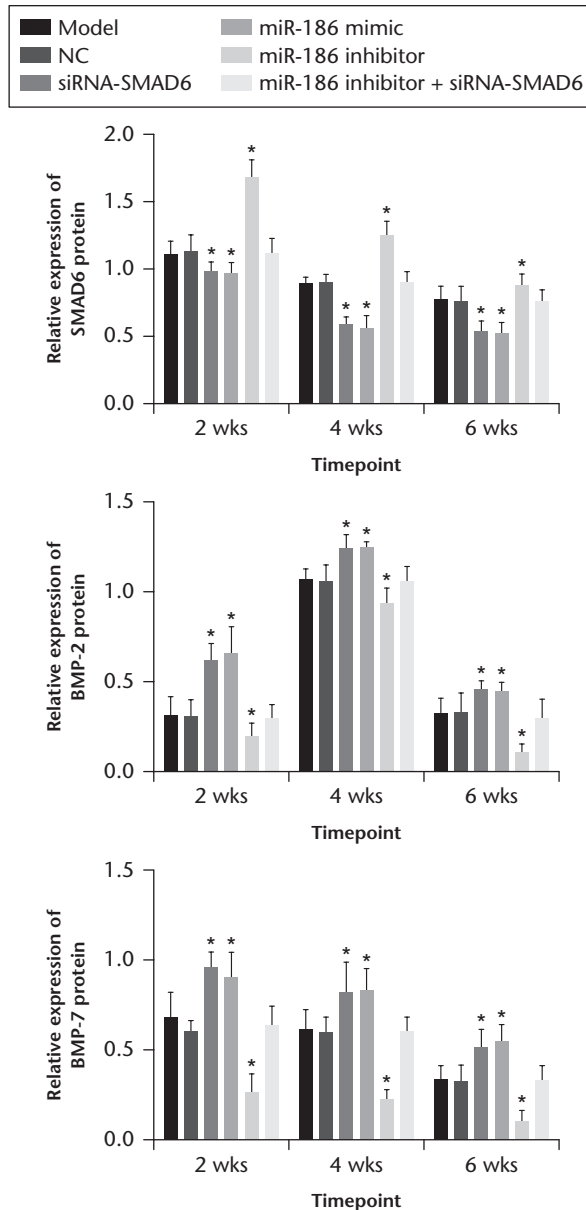 Model
NC
siRNA-SMAD6
miR-186 mimic
miR-186 inhibitor
miR-186 inhibitor + siRNA-SMAD6
Relative expression of
SMAD6 protein
2.0
1.5
1.0
0.5
0.0
* * * * * * * * *
2 wks 4 wks 6 wks
Timepoint
Relative expression of
BMP-2 protein
1.5
1.0
0.5
0.0
* * * * * * * * *
2 wks 4 wks 6 wks
Timepoint
Relative expression of
BMP-7 protein
1.5
1.0
0.5
0.0
* * * * * * * * *
2 wks 4 wks 6 wks
Timepoint